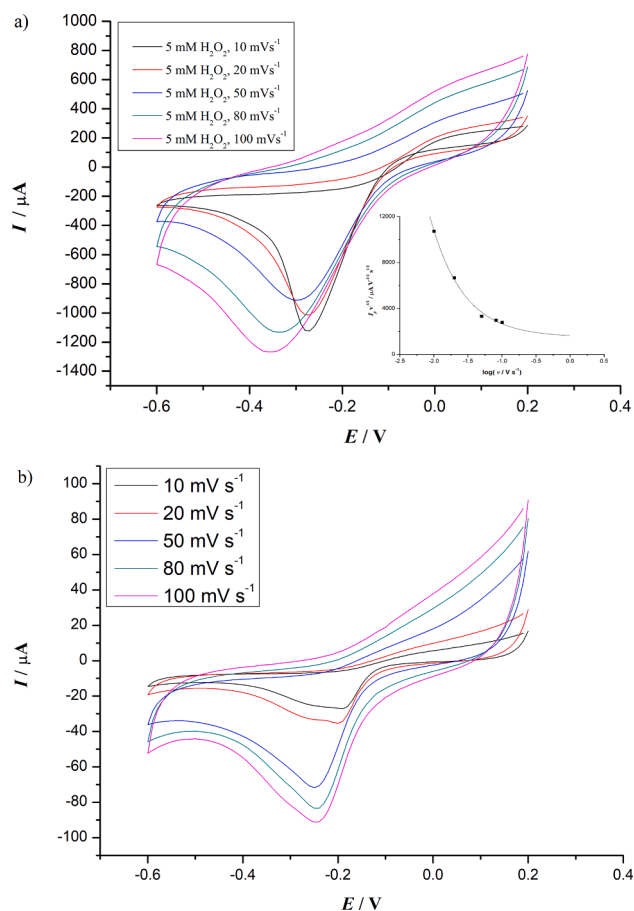 a)
1000
800
600
400
200
0
-200
-400
-600
-800
-1000
-1200
-1400
I / µA
5 mM H₂O₂, 10 mVs⁻¹
5 mM H₂O₂, 20 mVs⁻¹
5 mM H₂O₂, 50 mVs⁻¹
5 mM H₂O₂, 80 mVs⁻¹
5 mM H₂O₂, 100 mVs⁻¹
12000
8000
4000
0
-2.5 -2.0 -1.5 -1.0 -0.5 0.0 0.5
log(ν / V s⁻¹)
-0.6 -0.4 -0.2 0.0 0.2 0.4
E / V
b)
100
80
60
40
20
0
-20
-40
-60
-80
-100
I / µA
10 mV s⁻¹
20 mV s⁻¹
50 mV s⁻¹
80 mV s⁻¹
100 mV s⁻¹
-0.6 -0.4 -0.2 0.0 0.2 0.4
E / V